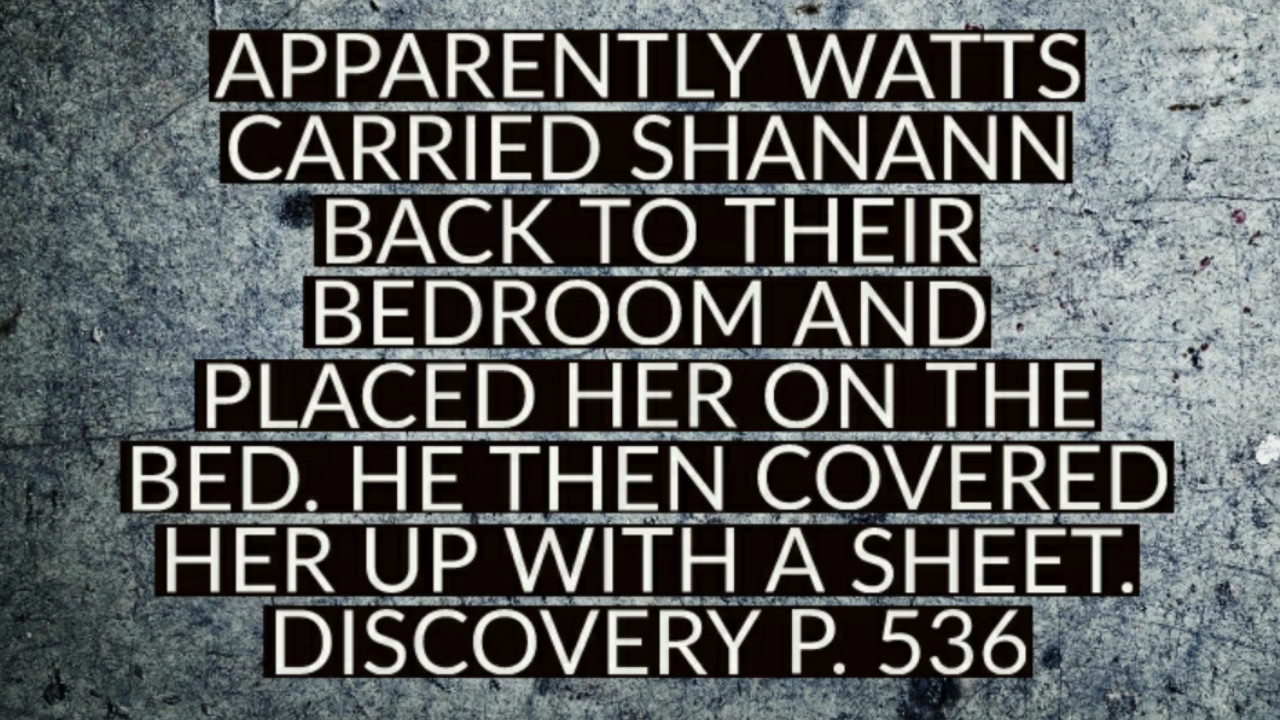 APPARENTLY WATTS
CARRIED SHANANN
BACK TO THEIR
BEDROOM AND
PLACED HER ON THE
BED. HE THEN COVERED
HER UP WITH A SHEET.
DISCOVERY P. 536